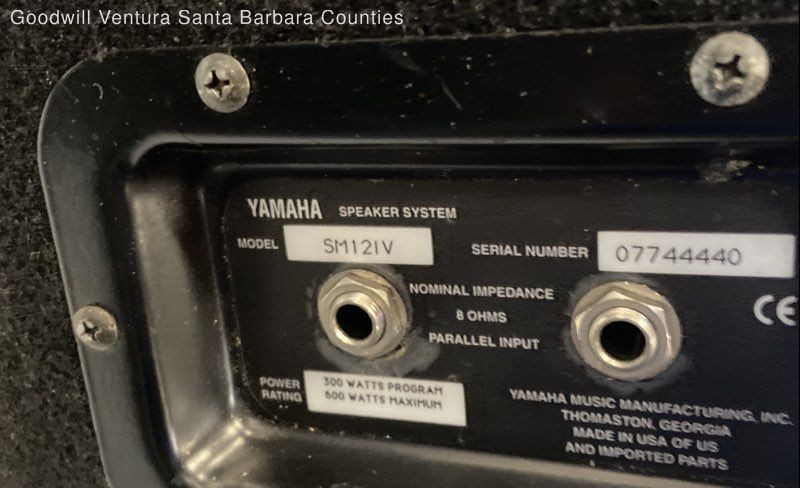 Goodwill Ventura Santa Barbara Counties
YAMAHA SPEAKER SYSTEM
MODEL SM12IV SERIAL NUMBER 07744440
NOMINAL IMPEDANCE
8 OHMS
PARALLEL INPUT
CE
POWER
RATING
300 WATTS PROGRAM
600 WATTS MAXIMUM
YAMAHA MUSIC MANUFACTURING, INC.
THOMASTON, GEORGIA
MADE IN USA OF US
AND IMPORTED PARTS